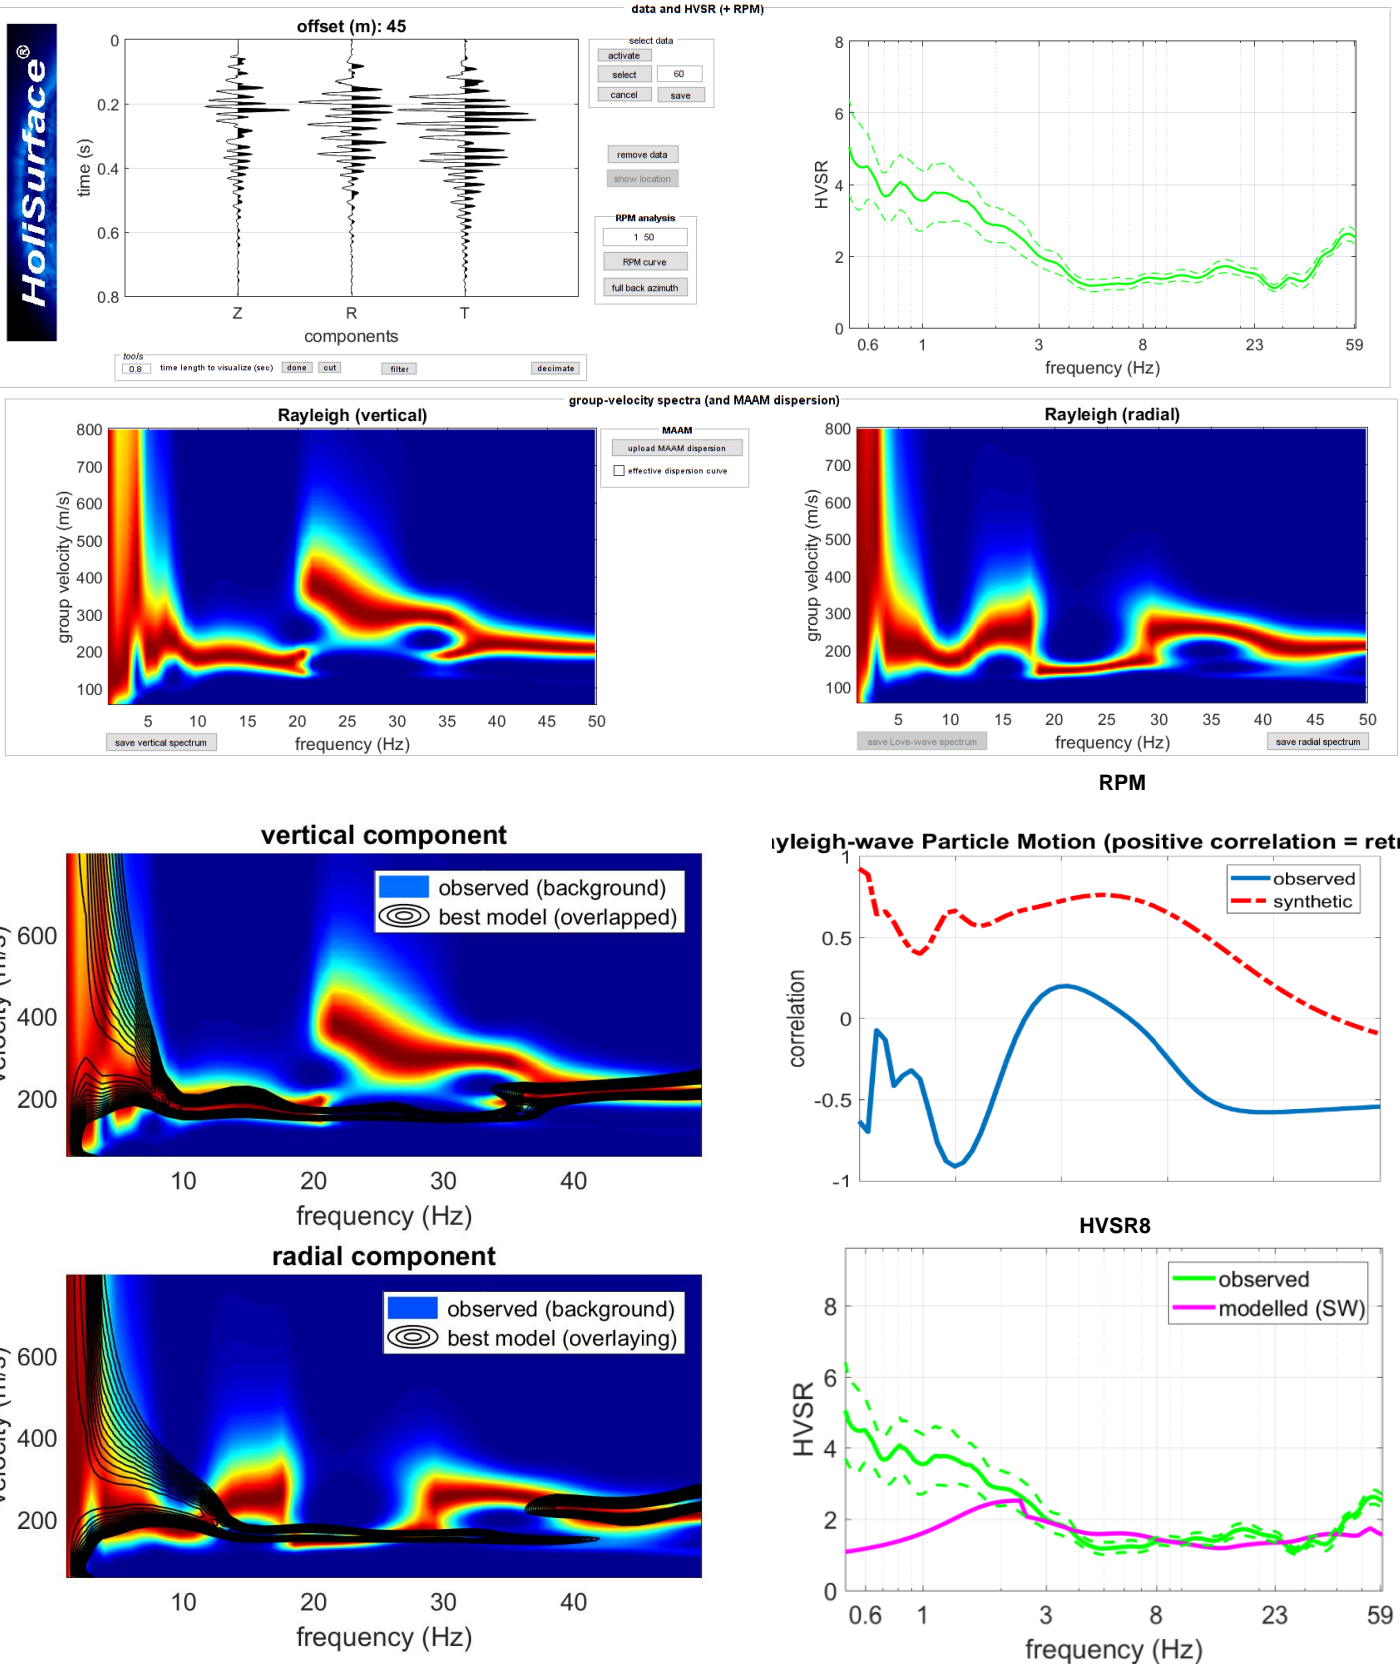 data and HVSR (+ RPM)
HoliSurface®
offset (m): 45
0
0.2
0.4
0.6
0.8
time (s)
Z R T
components
select data
activate
select 60
cancel save
remove data
show location
RPM analysis
1 50
RPM curve
full back azimuth
tools
0.8 time length to visualize (sec) done cut filter decimate
8
6
4
2
0
HVSR
0.6 1 3 8 23 59
frequency (Hz)
group-velocity spectra (and MAAM dispersion)
Rayleigh (vertical)
800
700
600
500
400
300
200
100
group velocity (m/s)
5 10 15 20 25 30 35 40 45 50
frequency (Hz)
save vertical spectrum
MAAM
upload MAAM dispersion
effective dispersion curve
Rayleigh (radial)
800
700
600
500
400
300
200
100
group velocity (m/s)
5 10 15 20 25 30 35 40 45 50
frequency (Hz)
save Love-wave spectrum
save radial spectrum
vertical component
observed (background)
best model (overlapped)
600
400
200
velocity (m/s)
10 20 30 40
frequency (Hz)
RPM
ayleigh-wave Particle Motion (positive correlation = retr
observed
synthetic
1
0.5
0
-0.5
-1
correlation
radial component
observed (background)
best model (overlaying)
600
400
200
velocity (m/s)
10 20 30 40
frequency (Hz)
HVSR8
observed
modelled (SW)
8
6
4
2
0
HVSR
0.6 1 3 8 23 59
frequency (Hz)